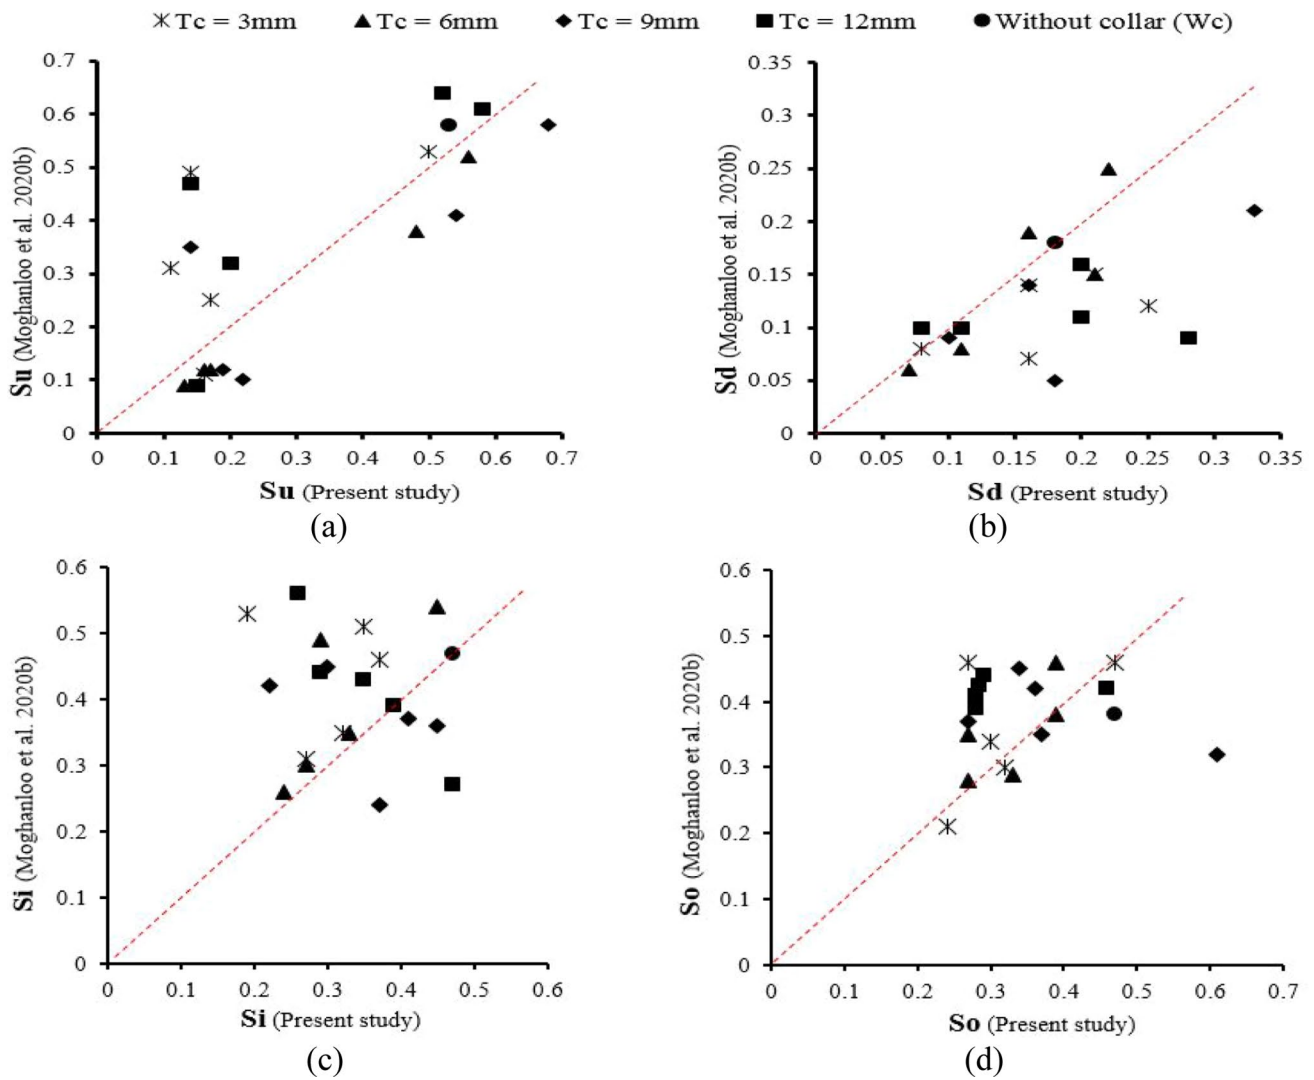 Tc = 3mm Tc = 6mm Tc = 9mm Tc = 12mm Without collar (Wc)
Su (Moghanloo et al. 2020b)
0.7
0.6
0.5
0.4
0.3
0.2
0.1
0
0 0.1 0.2 0.3 0.4 0.5 0.6 0.7
Su (Present study)
(a)
Sd (Moghanloo et al. 2020b)
0.35
0.3
0.25
0.2
0.15
0.1
0.05
0
0 0.05 0.1 0.15 0.2 0.25 0.3 0.35
Sd (Present study)
(b)
Si (Moghanloo et al. 2020b)
0.6
0.5
0.4
0.3
0.2
0.1
0
0 0.1 0.2 0.3 0.4 0.5 0.6
Si (Present study)
(c)
So (Moghanloo et al. 2020b)
0.6
0.5
0.4
0.3
0.2
0.1
0
0 0.1 0.2 0.3 0.4 0.5 0.6 0.7
So (Present study)
(d)